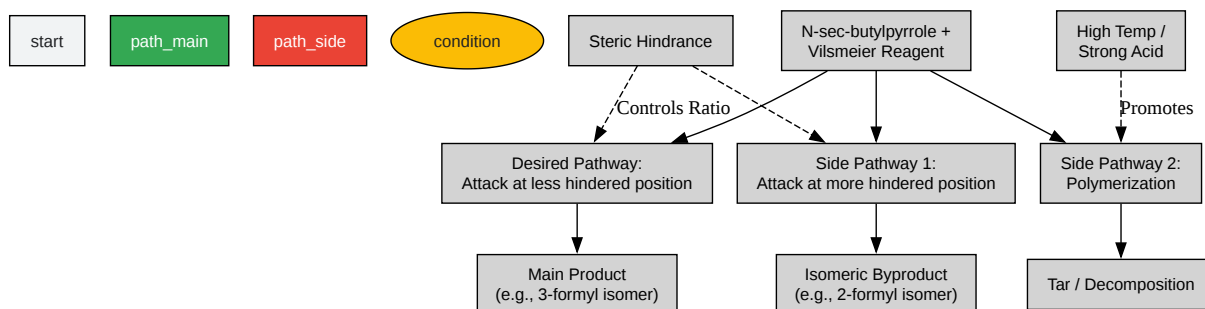 start
path_main
path_side
condition
Steric Hindrance
N-sec-butylpyrrole +
Vilsmeier Reagent
High Temp /
Strong Acid
Controls Ratio
Promotes
Desired Pathway:
Attack at less hindered position
Side Pathway 1:
Attack at more hindered position
Side Pathway 2:
Polymerization
Main Product
(e.g., 3-formyl isomer)
Isomeric Byproduct
(e.g., 2-formyl isomer)
Tar / Decomposition